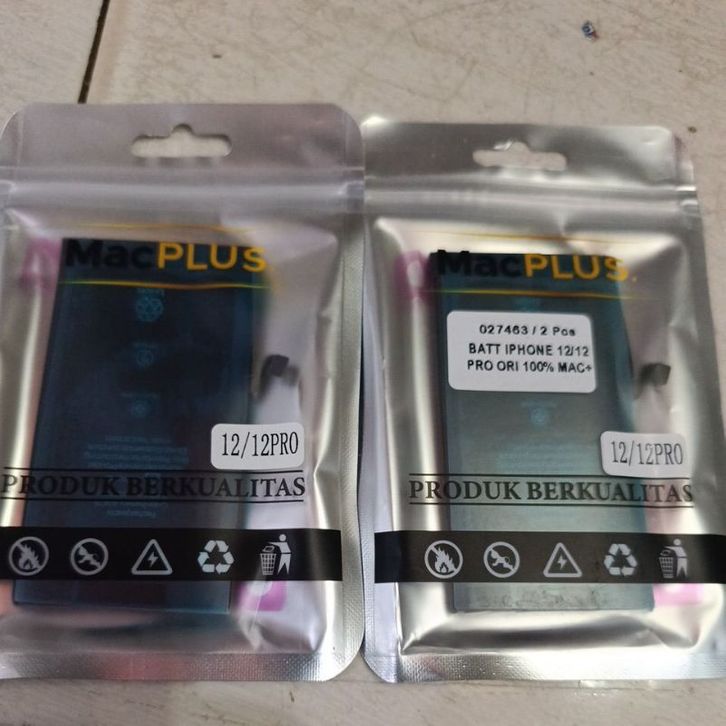 MacPLUS
12/12PRO
PRODUK BERKUALITAS
MacPLUS
027463 / 2 Pcs
BATT IPHONE 12/12
PRO ORI 100% MAC+
12/12PRO
PRODUK BERKUALITAS